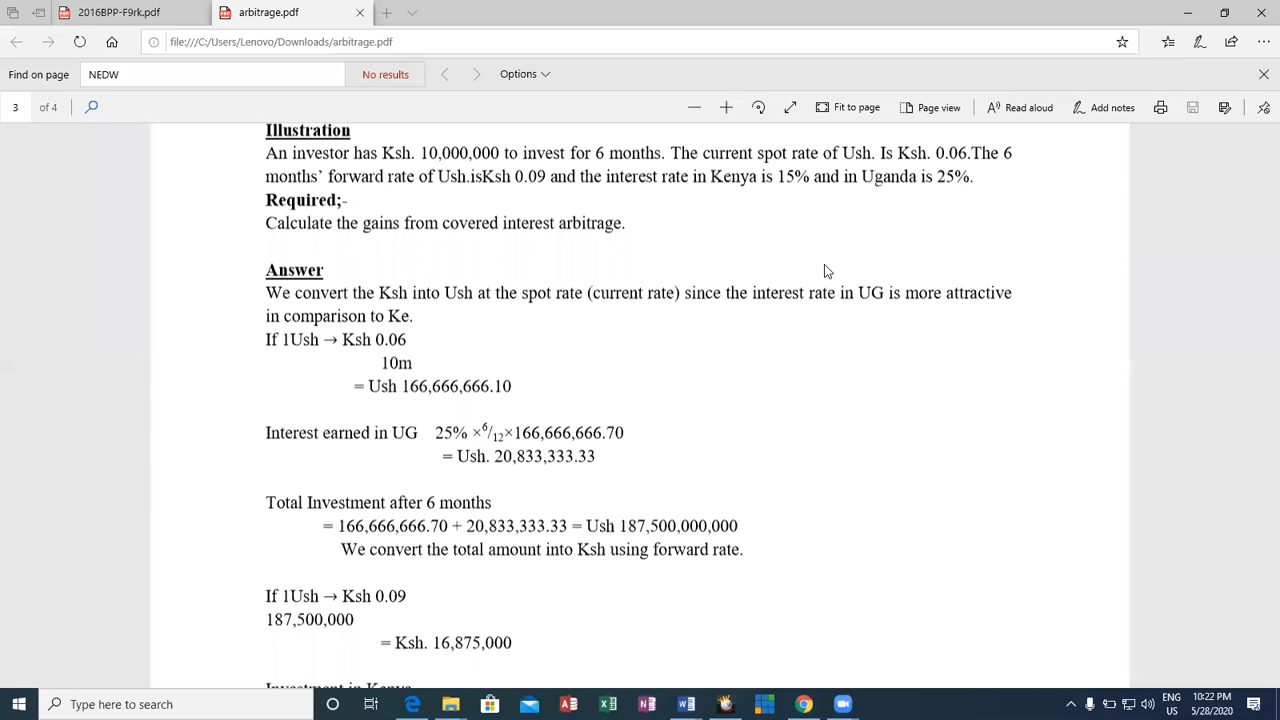 2016BPP-F9rk.pdf
arbitrage.pdf
file:///C:/Users/Lenovo/Downloads/arbitrage.pdf
Find on page NEDW No results Options
3 of 4 Fit to page Page view Read aloud Add notes
Illustration
An investor has Ksh. 10,000,000 to invest for 6 months. The current spot rate of Ush. Is Ksh. 0.06.The 6
months’ forward rate of Ush.isKsh 0.09 and the interest rate in Kenya is 15% and in Uganda is 25%.
Required;-
Calculate the gains from covered interest arbitrage.
Answer
We convert the Ksh into Ush at the spot rate (current rate) since the interest rate in UG is more attractive
in comparison to Ke.
If 1Ush → Ksh 0.06
10m
= Ush 166,666,666.10
Interest earned in UG 25% ×6/12×166,666,666.70
= Ush. 20,833,333.33
Total Investment after 6 months
= 166,666,666.70 + 20,833,333.33 = Ush 187,500,000,000
We convert the total amount into Ksh using forward rate.
If 1Ush → Ksh 0.09
187,500,000
= Ksh. 16,875,000
Investment in Kenya
Type here to search
ENG
US
10:22 PM
5/28/2020